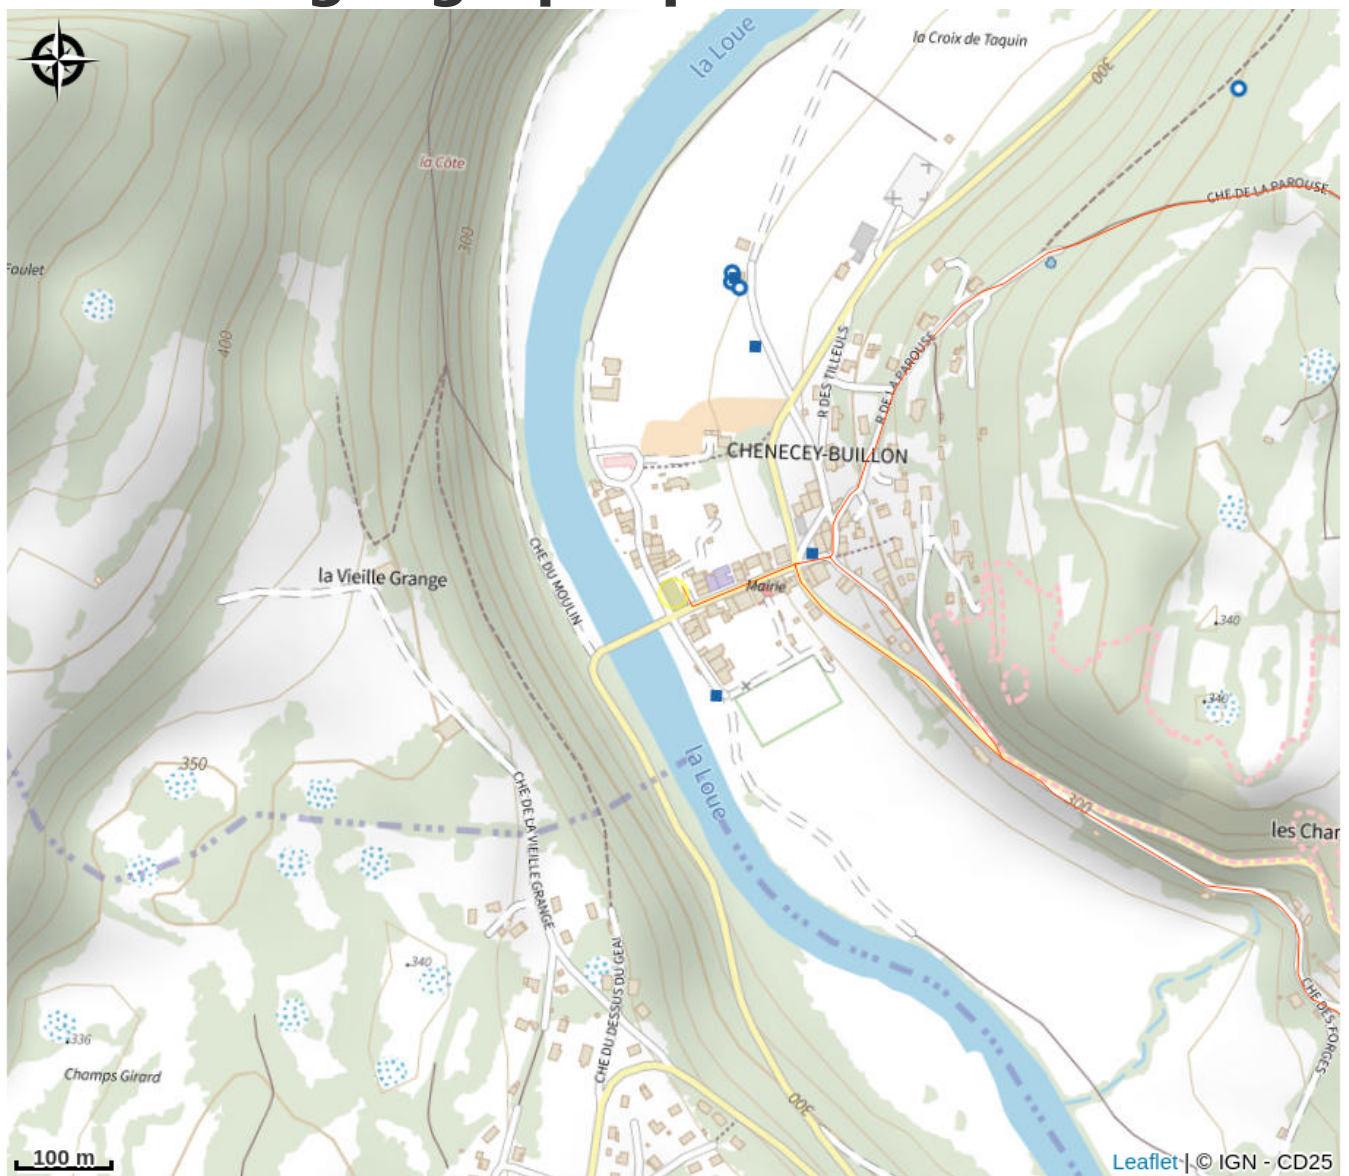 la Loue
la Croix de Taquin
300
la Côte
CHE DE LA PAROUSE
300
Foulet
400
R DES TILLEULS
R DE LA PAROUSE
CHENECEY-BUILLON
CHE DU MOULIN
la Vieille Grange
Mairie
340
340
350
la Loue
CHE DE LA VIEILLE GRANGE
300
les Char
340
CHE DU DESSUS DU GEAI
CHE DES FORGES
336
Champs Girard
300
100 m
Leaflet | © IGN - CD25